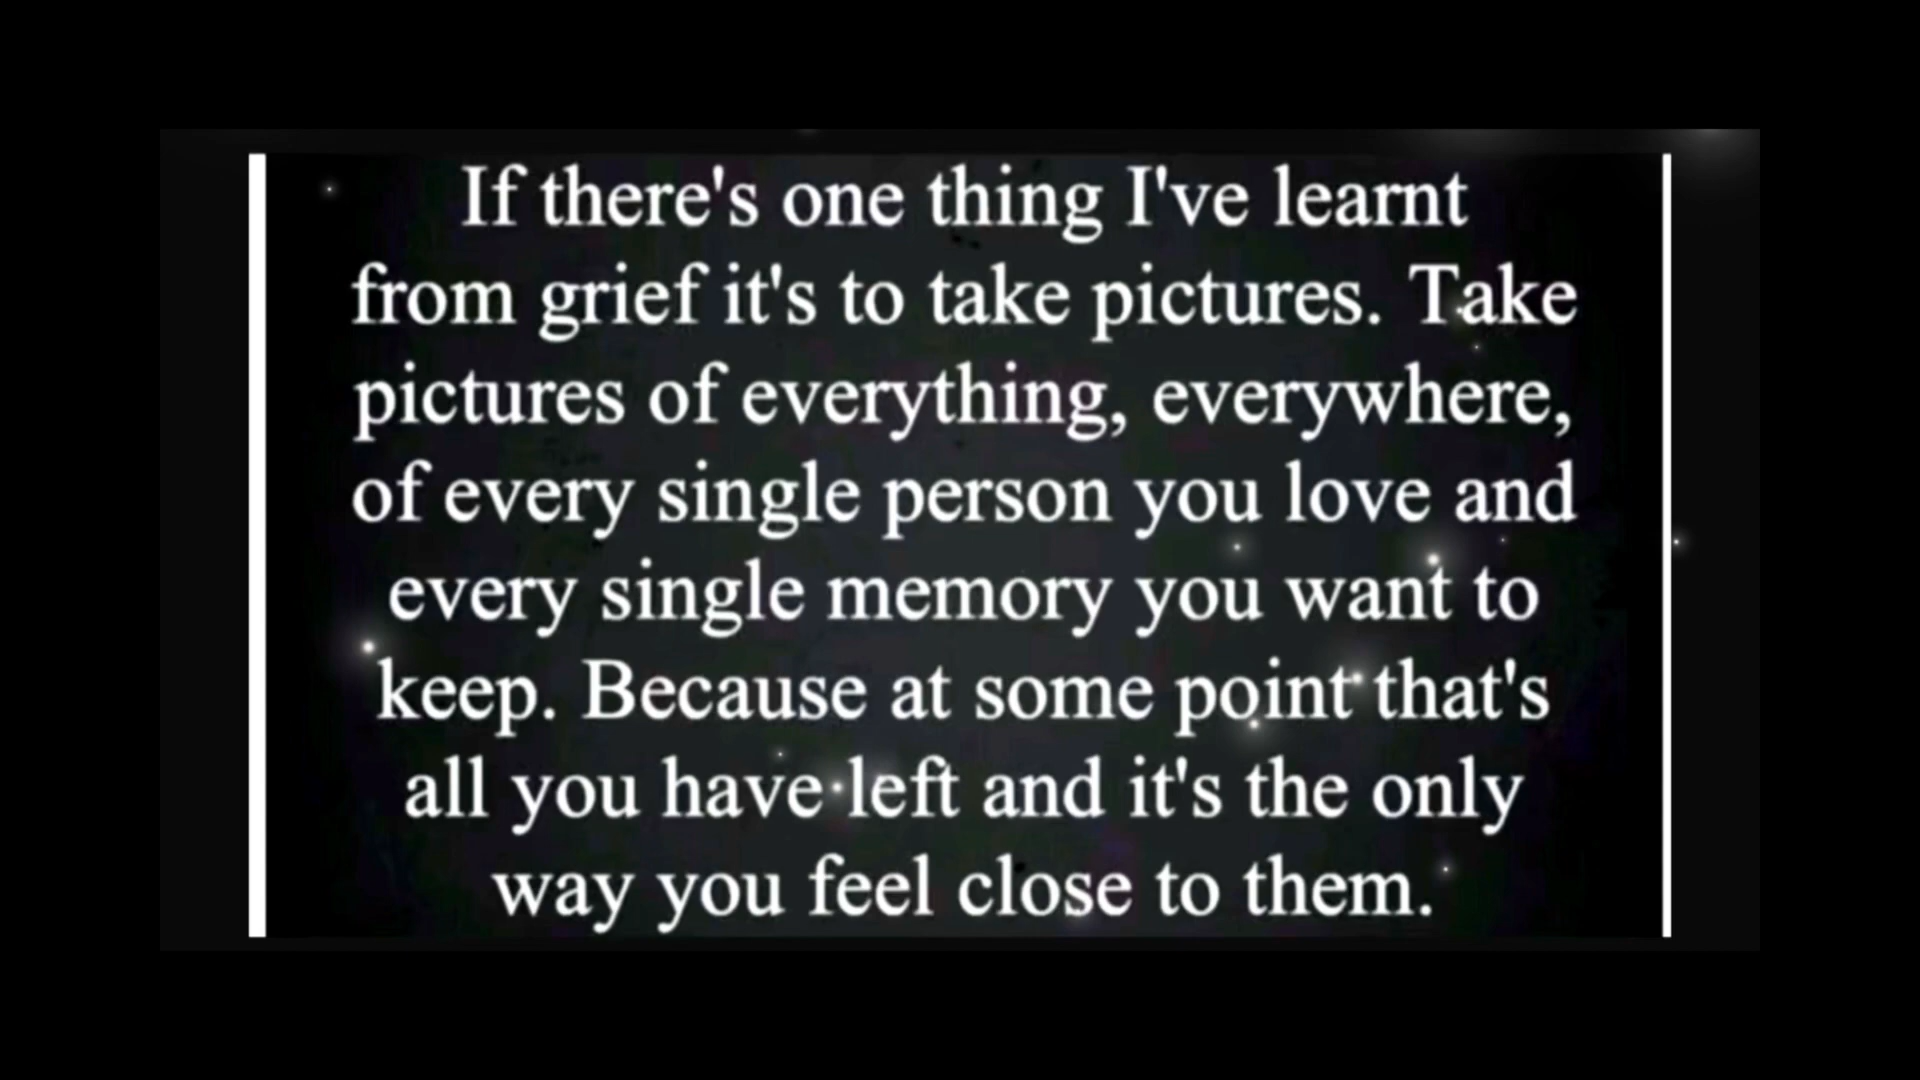 If there's one thing I've learnt
from grief it's to take pictures. Take
pictures of everything, everywhere,
of every single person you love and
every single memory you want to
keep. Because at some point that's
all you have left and it's the only
way you feel close to them.